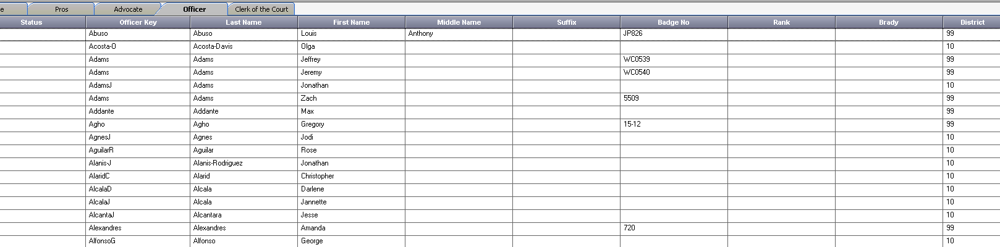 e Pros Advocate Officer Clerk of the Court
Status Officer Key Last Name First Name Middle Name Suffix Badge No Rank Brady District
Abuso Abuso Louis Anthony JP826 99
Acosta-O Acosta-Davis Olga 10
Adams Adams Jeffrey WC0539 99
Adams Adams Jeremy WC0540 99
AdamsJ Adams Jonathan 10
Adams Adams Zach 5509 99
Addante Addante Max 99
Agho Agho Gregory 15-12 99
AgnesJ Agnes Jodi 10
AguilarR Aguilar Rose 10
Alanis-J Alanis-Rodriguez Jonathan 10
AlaridC Alarid Christopher 10
AlcalaD Alcala Darlene 10
AlcalaJ Alcala Jannette 10
AlcantaJ Alcantara Jesse 10
Alexandres Alexandres Amanda 720 99
AlfonsoG Alfonso George 10